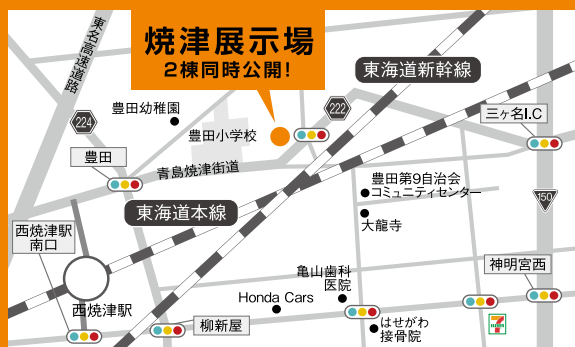 焼津展示場
2棟同時公開!
東名高速道路
東海道新幹線
224
豊田幼稚園
222
三ヶ名I.C
豊田小学校
豊田
青島焼津街道
豊田第9自治会
コミュニティセンター
150
東海道本線
大龍寺
西焼津駅
南口
亀山歯科
医院
神明宮西
西焼津駅
Honda Cars
柳新屋
はせがわ
接骨院
7